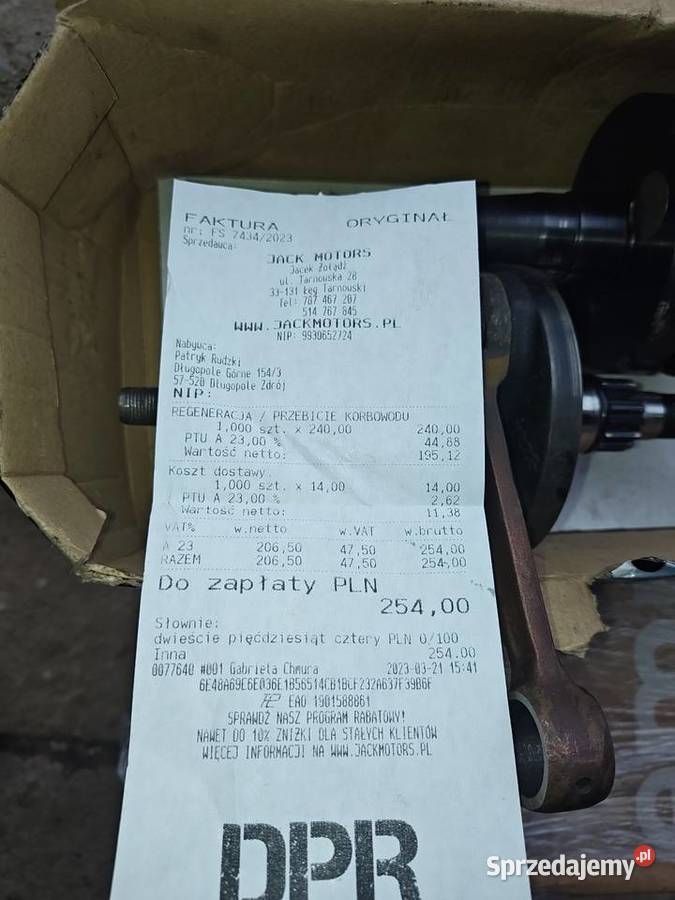 FAKTURA ORYGINAŁ
nr: FS 7434/2023
Sprzedawca:
JACK MOTORS
Jacek Żołądź
ul. Tarnowska 28
33-131 Łęg Tarnowski
Tel: 787 467 207
514 767 845
WWW.JACKMOTORS.PL
NIP: 9930652724
Nabywca:
Patryk Rudzki
Długopole Górne 154/3
57-520 Długopole Zdrój
NIP:
REGENERACJA / PRZEBICIE KORBOWODU
1,000 szt. x 240,00 240,00
PTU A 23,00 % 44,88
Wartość netto: 195,12
Koszt dostawy
1,000 szt. x 14,00 14,00
PTU A 23,00 % 2,62
Wartość netto: 11,38
VAT% w.netto w.VAT w.brutto
A 23 206,50 47,50 254,00
RAZEM 206,50 47,50 254,00
Do zapłaty PLN
254,00
Słownie:
dwieście pięćdziesiąt cztery PLN 0/100
Inna 254.00
0077640 #001 Gabriela Chmura 2023-03-21 15:41
6E48A69E6E036E1B56514CB1BCF232A637F39B6F
EAO 1901588861
SPRAWDŹ NASZ PROGRAM RABATOWY!
NAWET DO 10% ZNIŻKI DLA STAŁYCH KLIENTÓW
WIĘCEJ INFORMACJI NA WWW.JACKMOTORS.PL
DPR
Sprzedajemy.pl